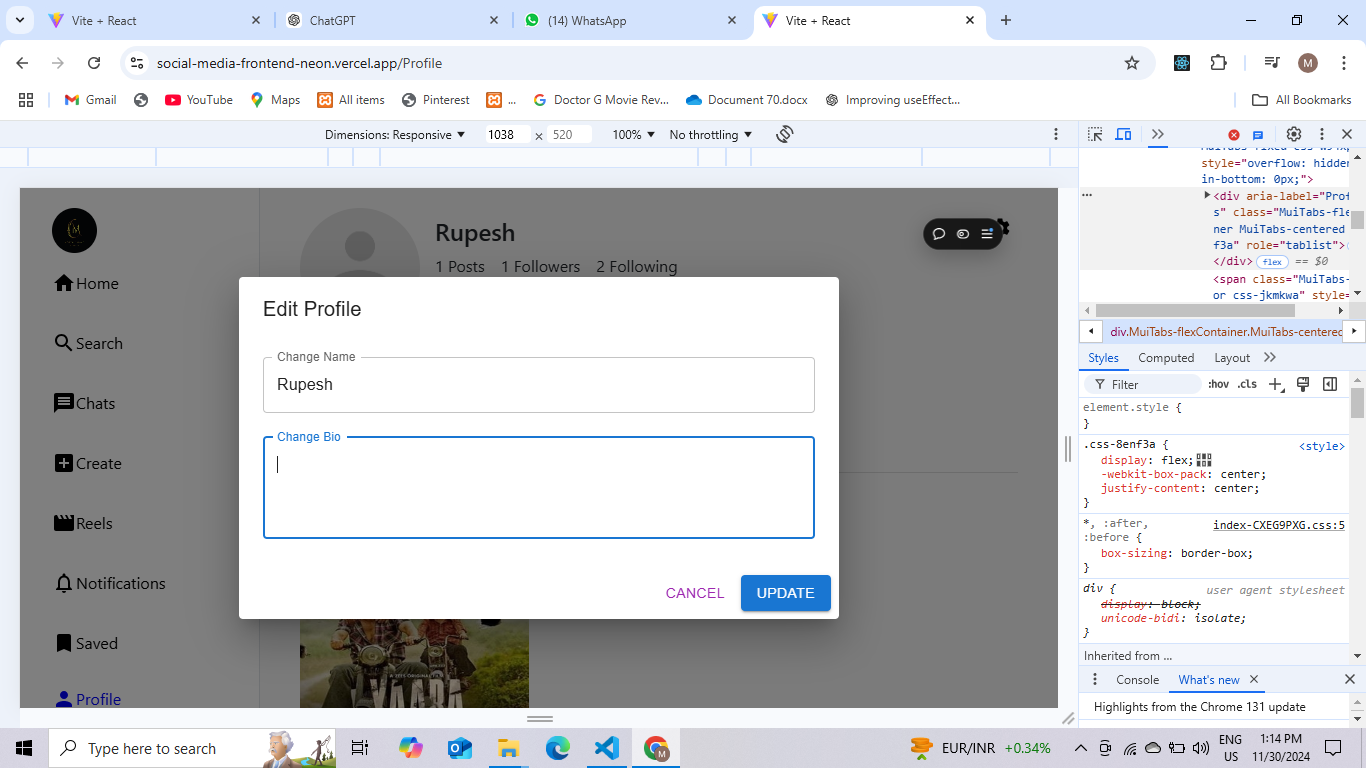 Vite + React
ChatGPT
(14) WhatsApp
Vite + React
social-media-frontend-neon.vercel.app/Profile
M
Gmail
YouTube
Maps
All items
Pinterest
...
Doctor G Movie Rev...
Document 70.docx
Improving useEffect...
All Bookmarks
Dimensions: Responsive
1038 × 520
100%
No throttling
style="overflow: hidden
in-bottom: 0px;">
<div aria-label="Prof
s" class="MuiTabs-fle
ner MuiTabs-centered
f3a" role="tablist">
</div> flex == $0
<span class="MuiTabs-
or css-jkmkwa" style=
div.MuiTabs-flexContainer.MuiTabs-centered
Styles
Computed
Layout
Filter
:hov
.cls
element.style {
}
.css-8enf3a {
<style>
display: flex;
-webkit-box-pack: center;
justify-content: center;
}
*, :after,
:before {
index-CXEG9PXG.css:5
box-sizing: border-box;
}
div {
user agent stylesheet
display: block;
unicode-bidi: isolate;
}
Inherited from ...
Console
What's new
Highlights from the Chrome 131 update
Home
Search
Chats
Create
Reels
Notifications
Saved
Profile
Rupesh
1 Posts
1 Followers
2 Following
Edit Profile
Change Name
Rupesh
Change Bio
CANCEL
UPDATE
Type here to search
EUR/INR
+0.34%
ENG
US
1:14 PM
11/30/2024